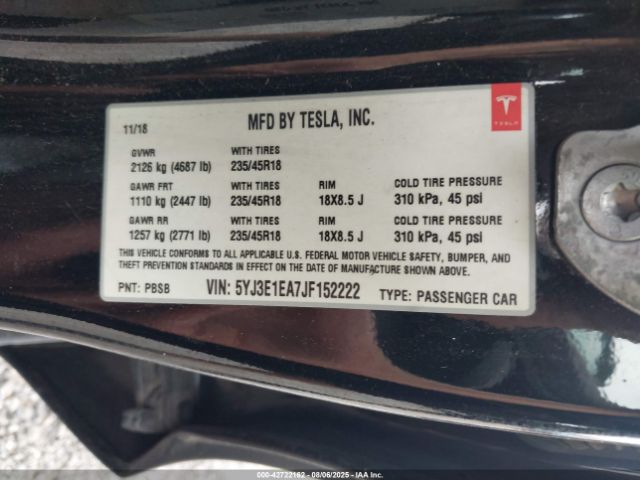 11/18
MFD BY TESLA, INC.
TESLA
GVWR WITH TIRES
2126 kg (4687 lb) 235/45R18
GAWR FRT WITH TIRES RIM COLD TIRE PRESSURE
1110 kg (2447 lb) 235/45R18 18X8.5 J 310 kPa, 45 psi
GAWR RR WITH TIRES RIM COLD TIRE PRESSURE
1257 kg (2771 lb) 235/45R18 18X8.5 J 310 kPa, 45 psi
THIS VEHICLE CONFORMS TO ALL APPLICABLE U.S. FEDERAL MOTOR VEHICLE SAFETY, BUMPER, AND
THEFT PREVENTION STANDARDS IN EFFECT ON THE DATE OF MANUFACTURE SHOWN ABOVE.
PNT: PBSB VIN: 5YJ3E1EA7JF152222 TYPE: PASSENGER CAR
000-42722162 - 08/06/2025 - WWW.IAAI.COM